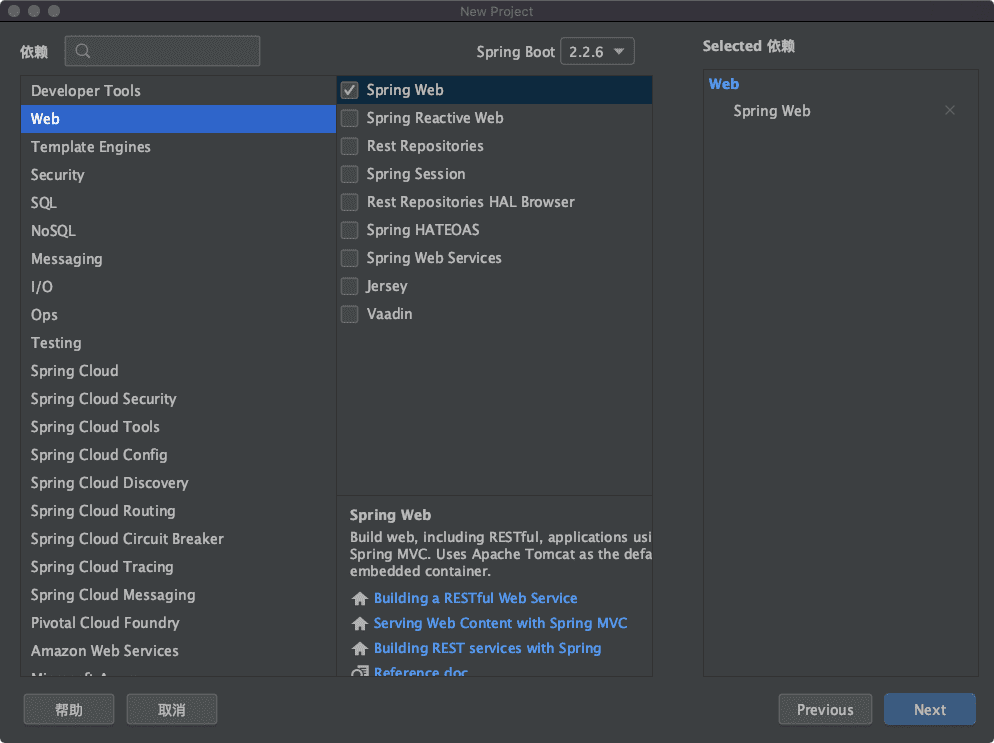 New Project
依赖
Spring Boot 2.2.6
Selected 依赖
Developer Tools
Web
Template Engines
Security
SQL
NoSQL
Messaging
I/O
Ops
Testing
Spring Cloud
Spring Cloud Security
Spring Cloud Tools
Spring Cloud Config
Spring Cloud Discovery
Spring Cloud Routing
Spring Cloud Circuit Breaker
Spring Cloud Tracing
Spring Cloud Messaging
Pivotal Cloud Foundry
Amazon Web Services
Spring Web
Spring Reactive Web
Rest Repositories
Spring Session
Rest Repositories HAL Browser
Spring HATEOAS
Spring Web Services
Jersey
Vaadin
Spring Web
Build web, including RESTful, applications usi
Spring MVC. Uses Apache Tomcat as the defa
embedded container.
Building a RESTful Web Service
Serving Web Content with Spring MVC
Building REST services with Spring
Reference doc
Web
Spring Web
帮助
取消
Previous
Next